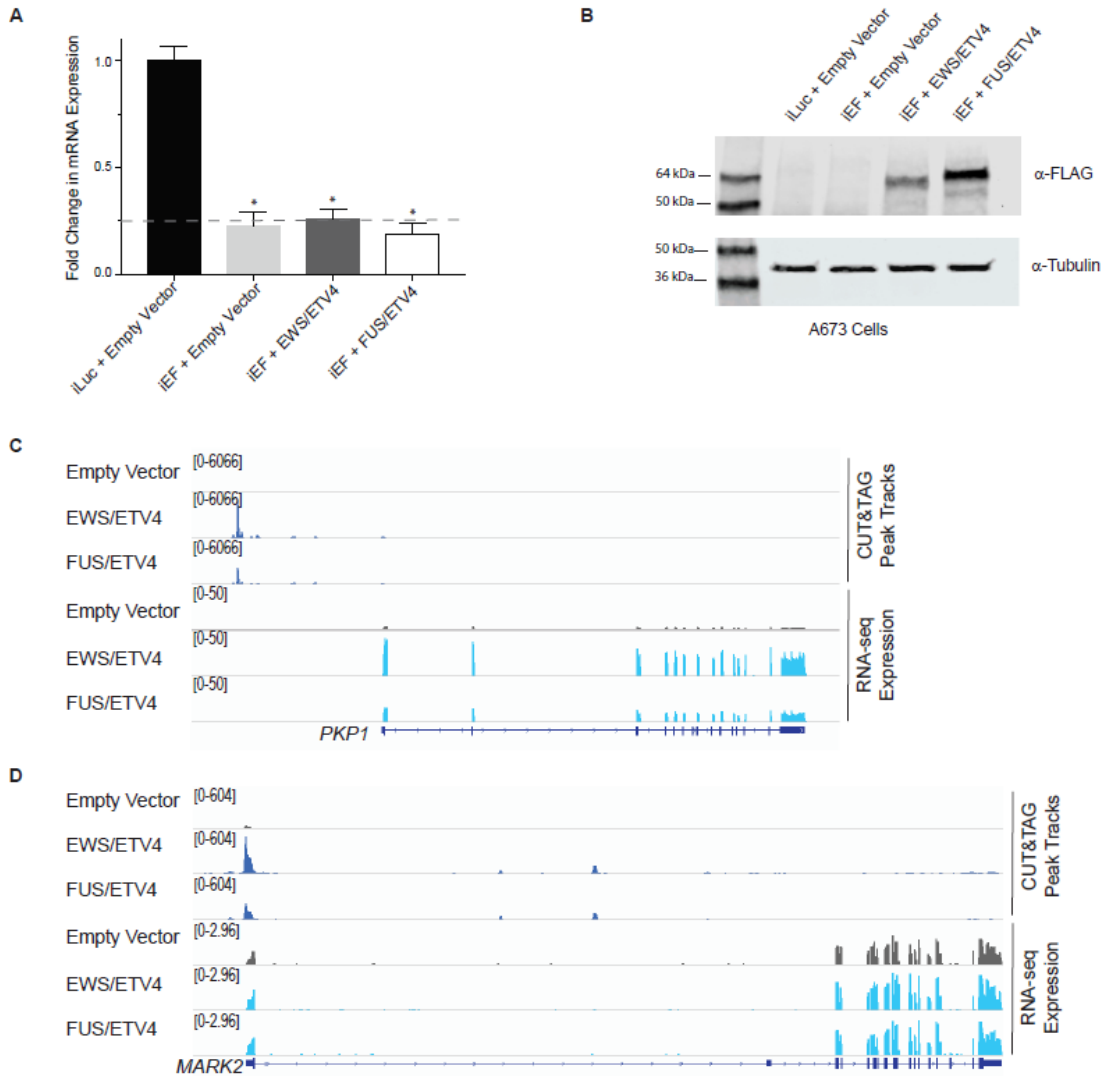 A
Fold Change in mRNA Expression
1.0
0.5
0.0
*
*
*
iLuc + Empty Vector
iEF + Empty Vector
iEF + EWS/ETV4
iEF + FUS/ETV4
B
iLuc + Empty Vector
iEF + Empty Vector
iEF + EWS/ETV4
iEF + FUS/ETV4
64 kDa
50 kDa
α-FLAG
50 kDa
36 kDa
α-Tubulin
A673 Cells
C
Empty Vector [0-6066]
EWS/ETV4 [0-6066]
FUS/ETV4 [0-6066]
CUT&TAG
Peak Tracks
Empty Vector [0-50]
EWS/ETV4 [0-50]
FUS/ETV4 [0-50]
RNA-seq
Expression
PKP1
D
Empty Vector [0-604]
EWS/ETV4 [0-604]
FUS/ETV4 [0-604]
CUT&TAG
Peak Tracks
Empty Vector [0-2.96]
EWS/ETV4 [0-2.96]
FUS/ETV4 [0-2.96]
RNA-seq
Expression
MARK2